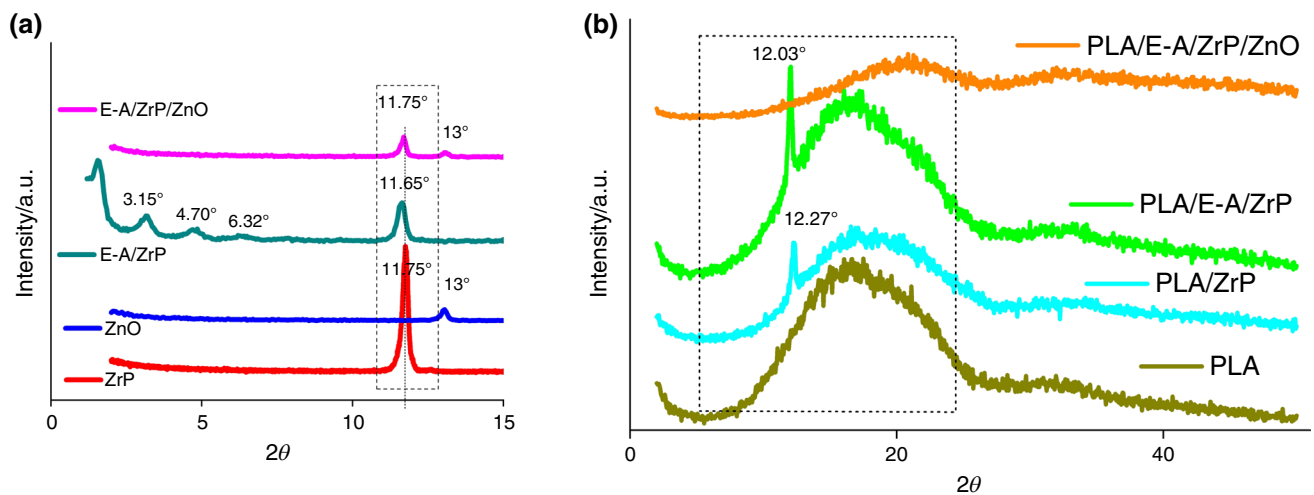 (a)
Intensity/a.u.
E-A/ZrP/ZnO
11.75°
13°
3.15°
4.70°
6.32°
11.65°
E-A/ZrP
11.75°
13°
ZnO
ZrP
0
5
10
15
2θ
(b)
Intensity/a.u.
12.03°
PLA/E-A/ZrP/ZnO
PLA/E-A/ZrP
12.27°
PLA/ZrP
PLA
0
20
40
2θ